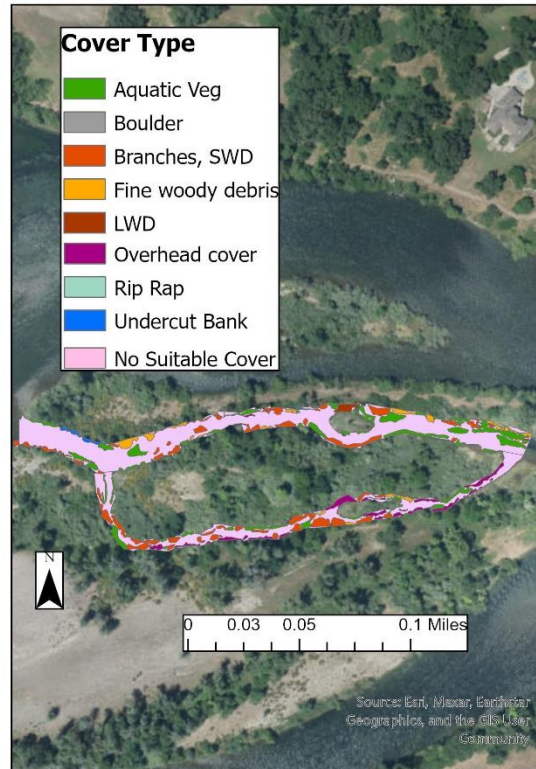 Cover Type
Aquatic Veg
Boulder
Branches, SWD
Fine woody debris
LWD
Overhead cover
Rip Rap
Undercut Bank
No Suitable Cover
N
0 0.03 0.05 0.1 Miles
Source: Esri, Maxar, Earthstar
Geographics, and the GIS User
Community